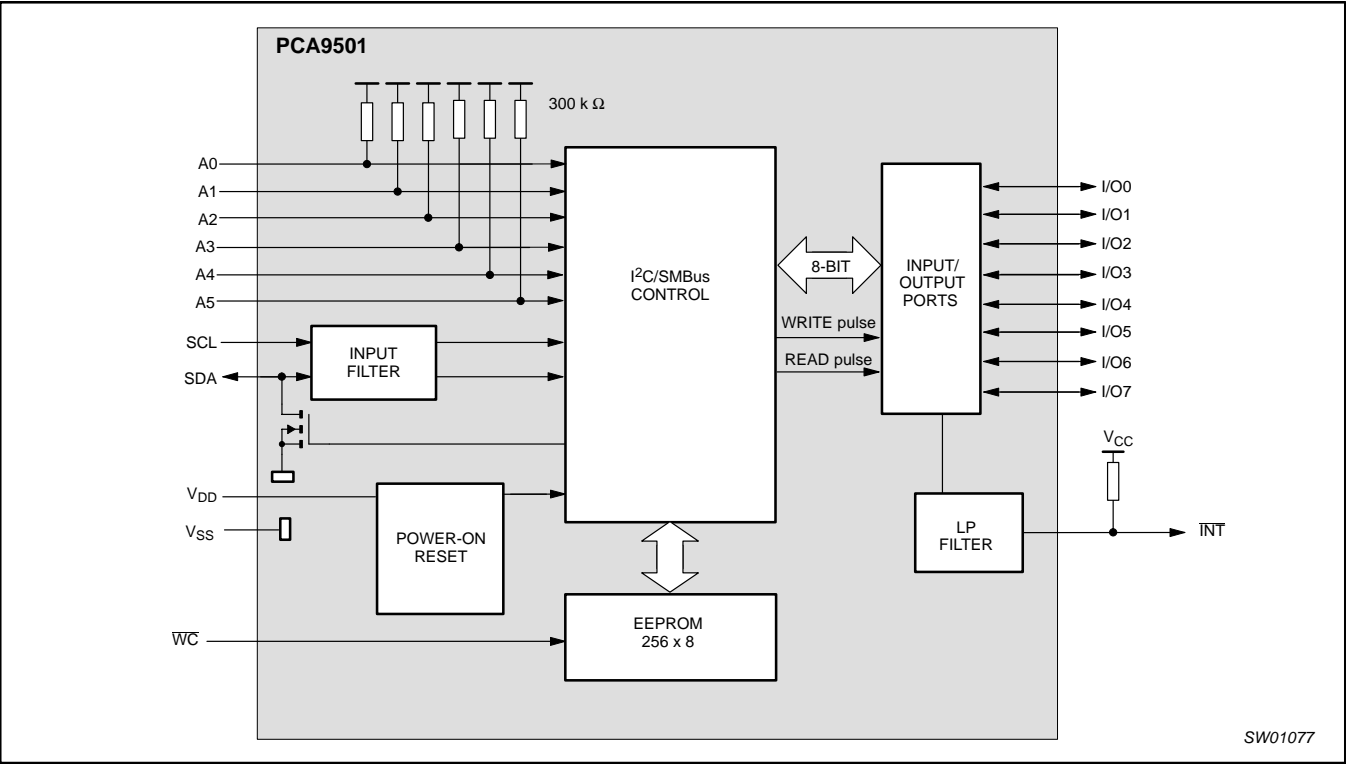 PCA9501
300 k Ω
A0
A1
A2
A3
A4
A5
SCL
SDA
VDD
VSS
WC
INPUT
FILTER
POWER-ON
RESET
I2C/SMBus
CONTROL
EEPROM
256 x 8
8-BIT
WRITE pulse
READ pulse
INPUT/
OUTPUT
PORTS
LP
FILTER
I/O0
I/O1
I/O2
I/O3
I/O4
I/O5
I/O6
I/O7
VCC
INT
SW01077